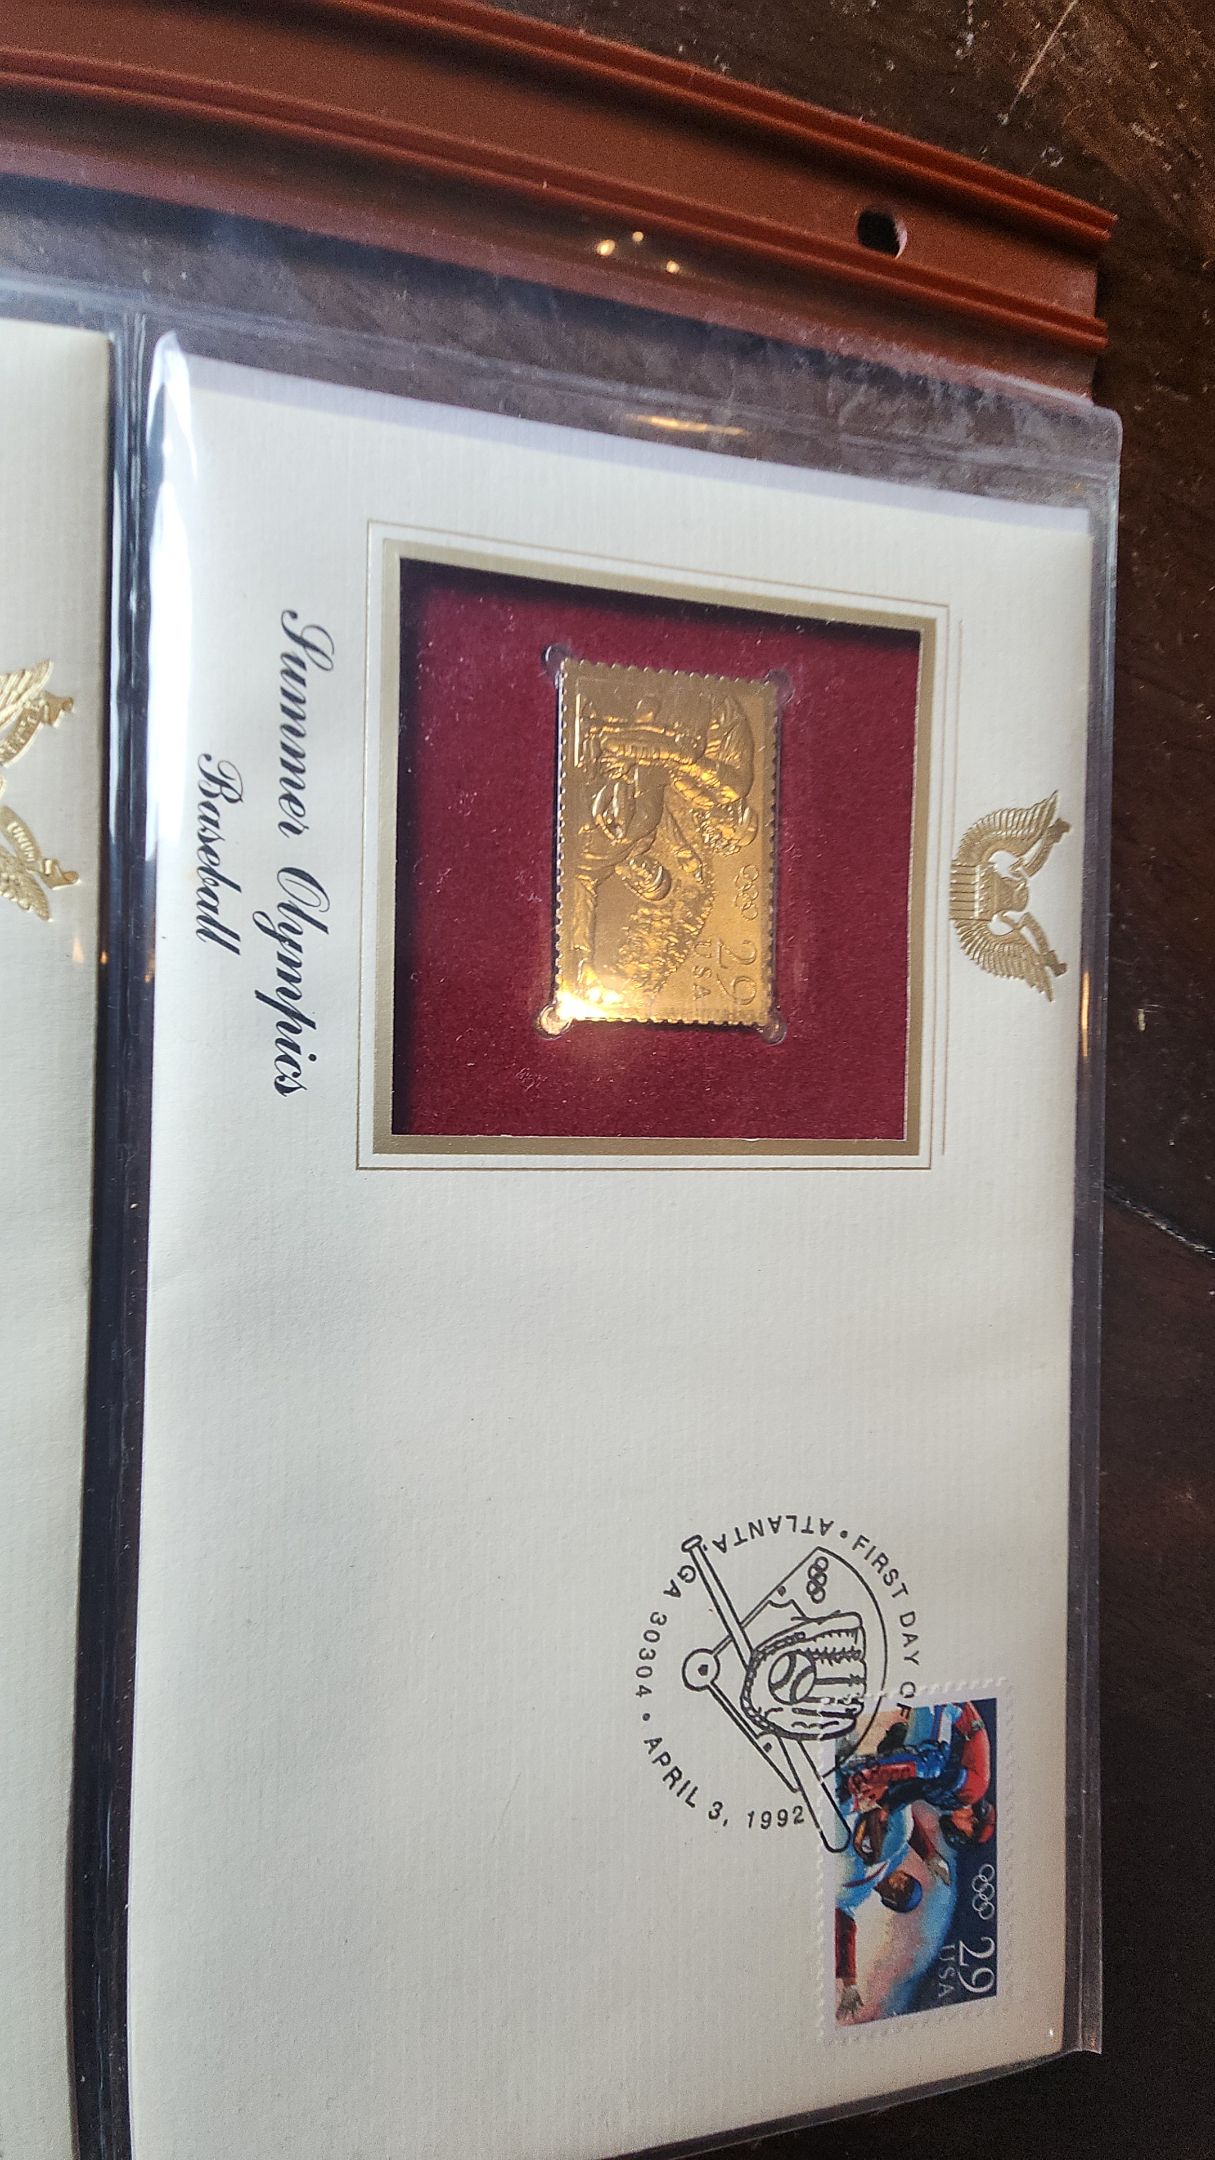 29
USA
Summer Olympics
Baseball
FIRST DAY OF
ATLANTA, GA 30304 • APRIL 3, 1992
29
USA